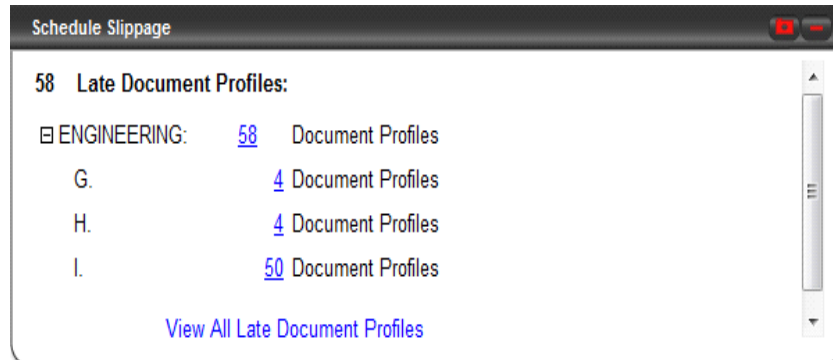 Schedule Slippage
58 Late Document Profiles:
ENGINEERING: 58 Document Profiles
G. 4 Document Profiles
H. 4 Document Profiles
I. 50 Document Profiles
View All Late Document Profiles